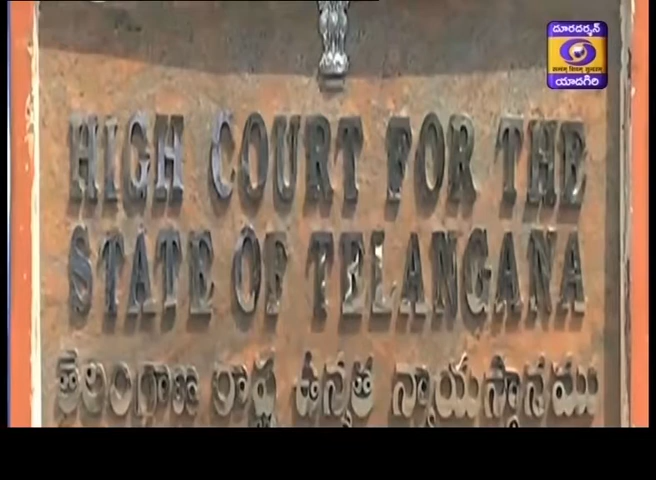 దూరదర్శన్
యాదగిరి
HIGH COURT FOR THE
STATE OF TELANGANA
తెలంగాణ రాష్ట్ర ఉన్నత న్యాయస్థానము